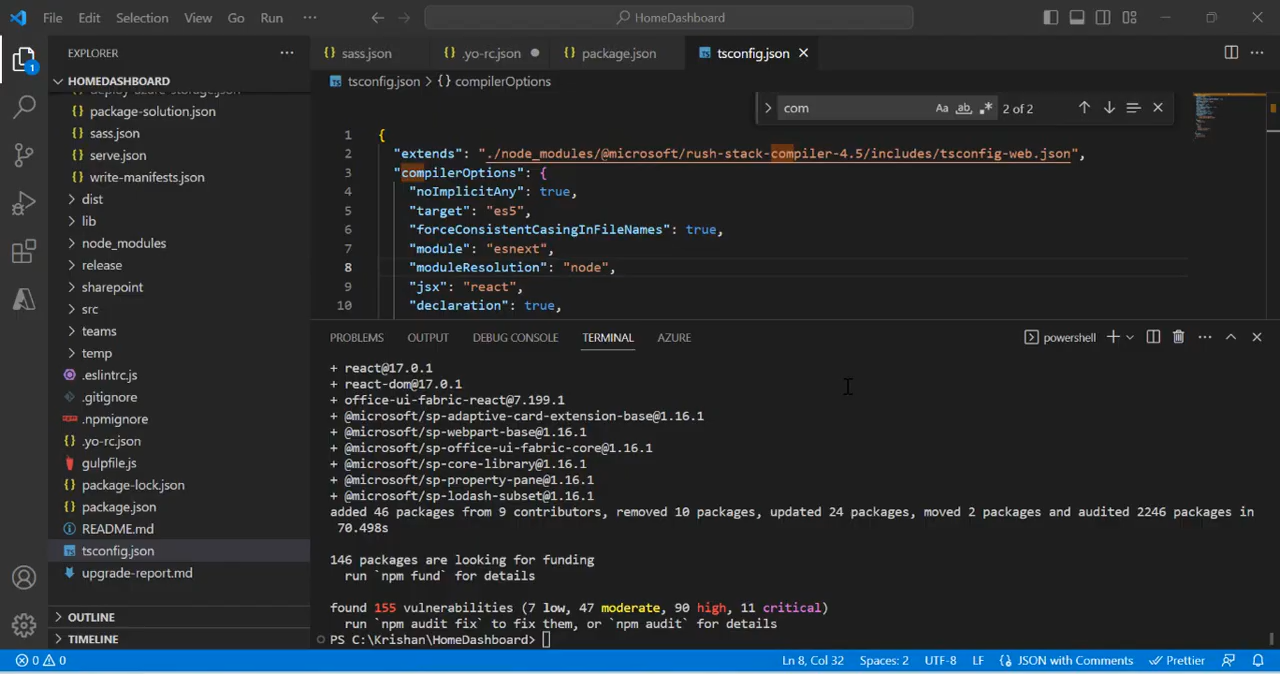 File Edit Selection View Go Run ··· HomeDashboard
EXPLORER ···
HOMEDASHBOARD
deploy-azure-storage.json
package-solution.json
sass.json
serve.json
write-manifests.json
dist
lib
node_modules
release
sharepoint
src
teams
temp
.eslintrc.js
.gitignore
.npmignore
.yo-rc.json
gulpfile.js
package-lock.json
package.json
README.md
tsconfig.json
upgrade-report.md
OUTLINE
TIMELINE
1
sass.json .yo-rc.json package.json tsconfig.json
tsconfig.json > {} compilerOptions
com Aa ab 2 of 2
1 {
2 "extends": "./node_modules/@microsoft/rush-stack-compiler-4.5/includes/tsconfig-web.json",
3 "compilerOptions": {
4 "noImplicitAny": true,
5 "target": "es5",
6 "forceConsistentCasingInFileNames": true,
7 "module": "esnext",
8 "moduleResolution": "node",
9 "jsx": "react",
10 "declaration": true,
PROBLEMS OUTPUT DEBUG CONSOLE TERMINAL AZURE powershell
+ react@17.0.1
+ react-dom@17.0.1
+ office-ui-fabric-react@7.199.1
+ @microsoft/sp-adaptive-card-extension-base@1.16.1
+ @microsoft/sp-webpart-base@1.16.1
+ @microsoft/sp-office-ui-fabric-core@1.16.1
+ @microsoft/sp-core-library@1.16.1
+ @microsoft/sp-property-pane@1.16.1
+ @microsoft/sp-lodash-subset@1.16.1
added 46 packages from 9 contributors, removed 10 packages, updated 24 packages, moved 2 packages and audited 2246 packages in
70.498s
146 packages are looking for funding
run `npm fund` for details
found 155 vulnerabilities (7 low, 47 moderate, 90 high, 11 critical)
run `npm audit fix` to fix them, or `npm audit` for details
PS C:\Krishan\HomeDashboard>
0 0 Ln 8, Col 32 Spaces: 2 UTF-8 LF {} JSON with Comments Prettier